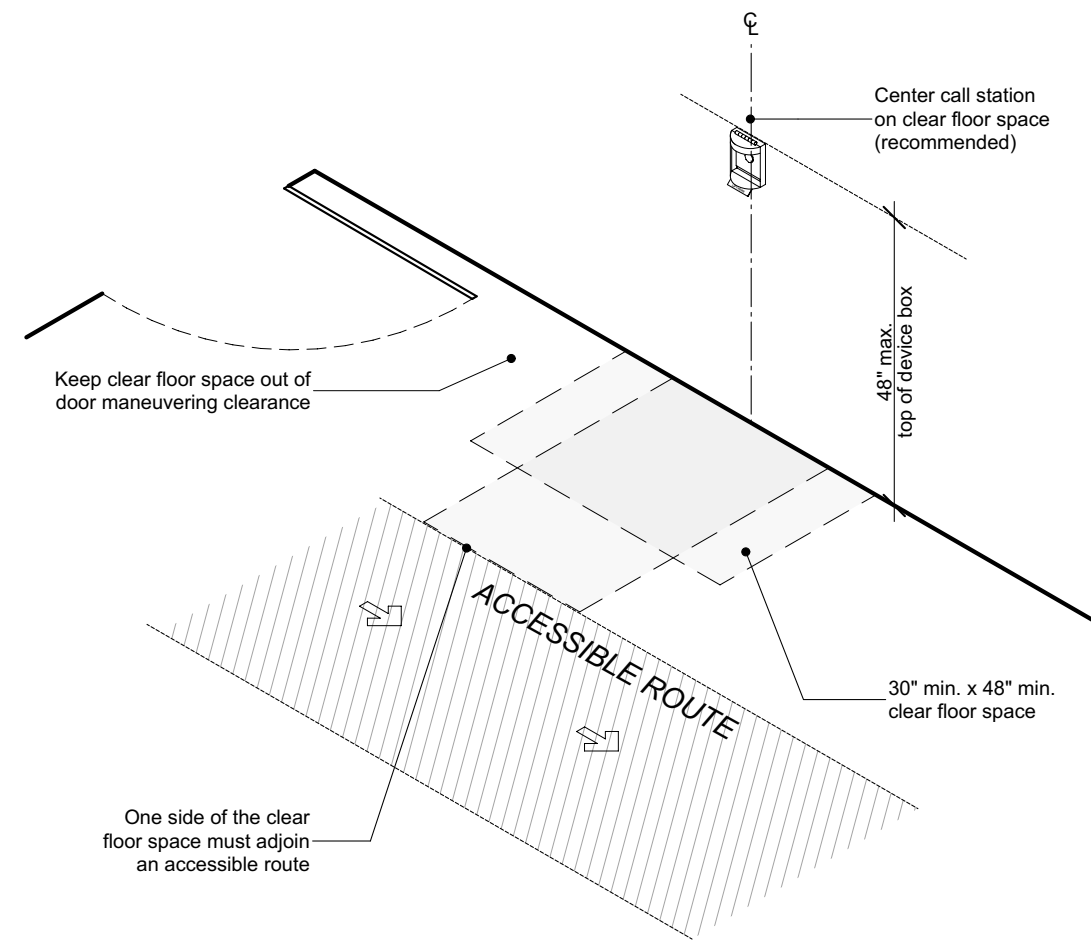 ℄
Center call station
on clear floor space
(recommended)
48" max.
top of device box
Keep clear floor space out of
door maneuvering clearance
ACCESSIBLE ROUTE
30" min. x 48" min.
clear floor space
One side of the clear
floor space must adjoin
an accessible route